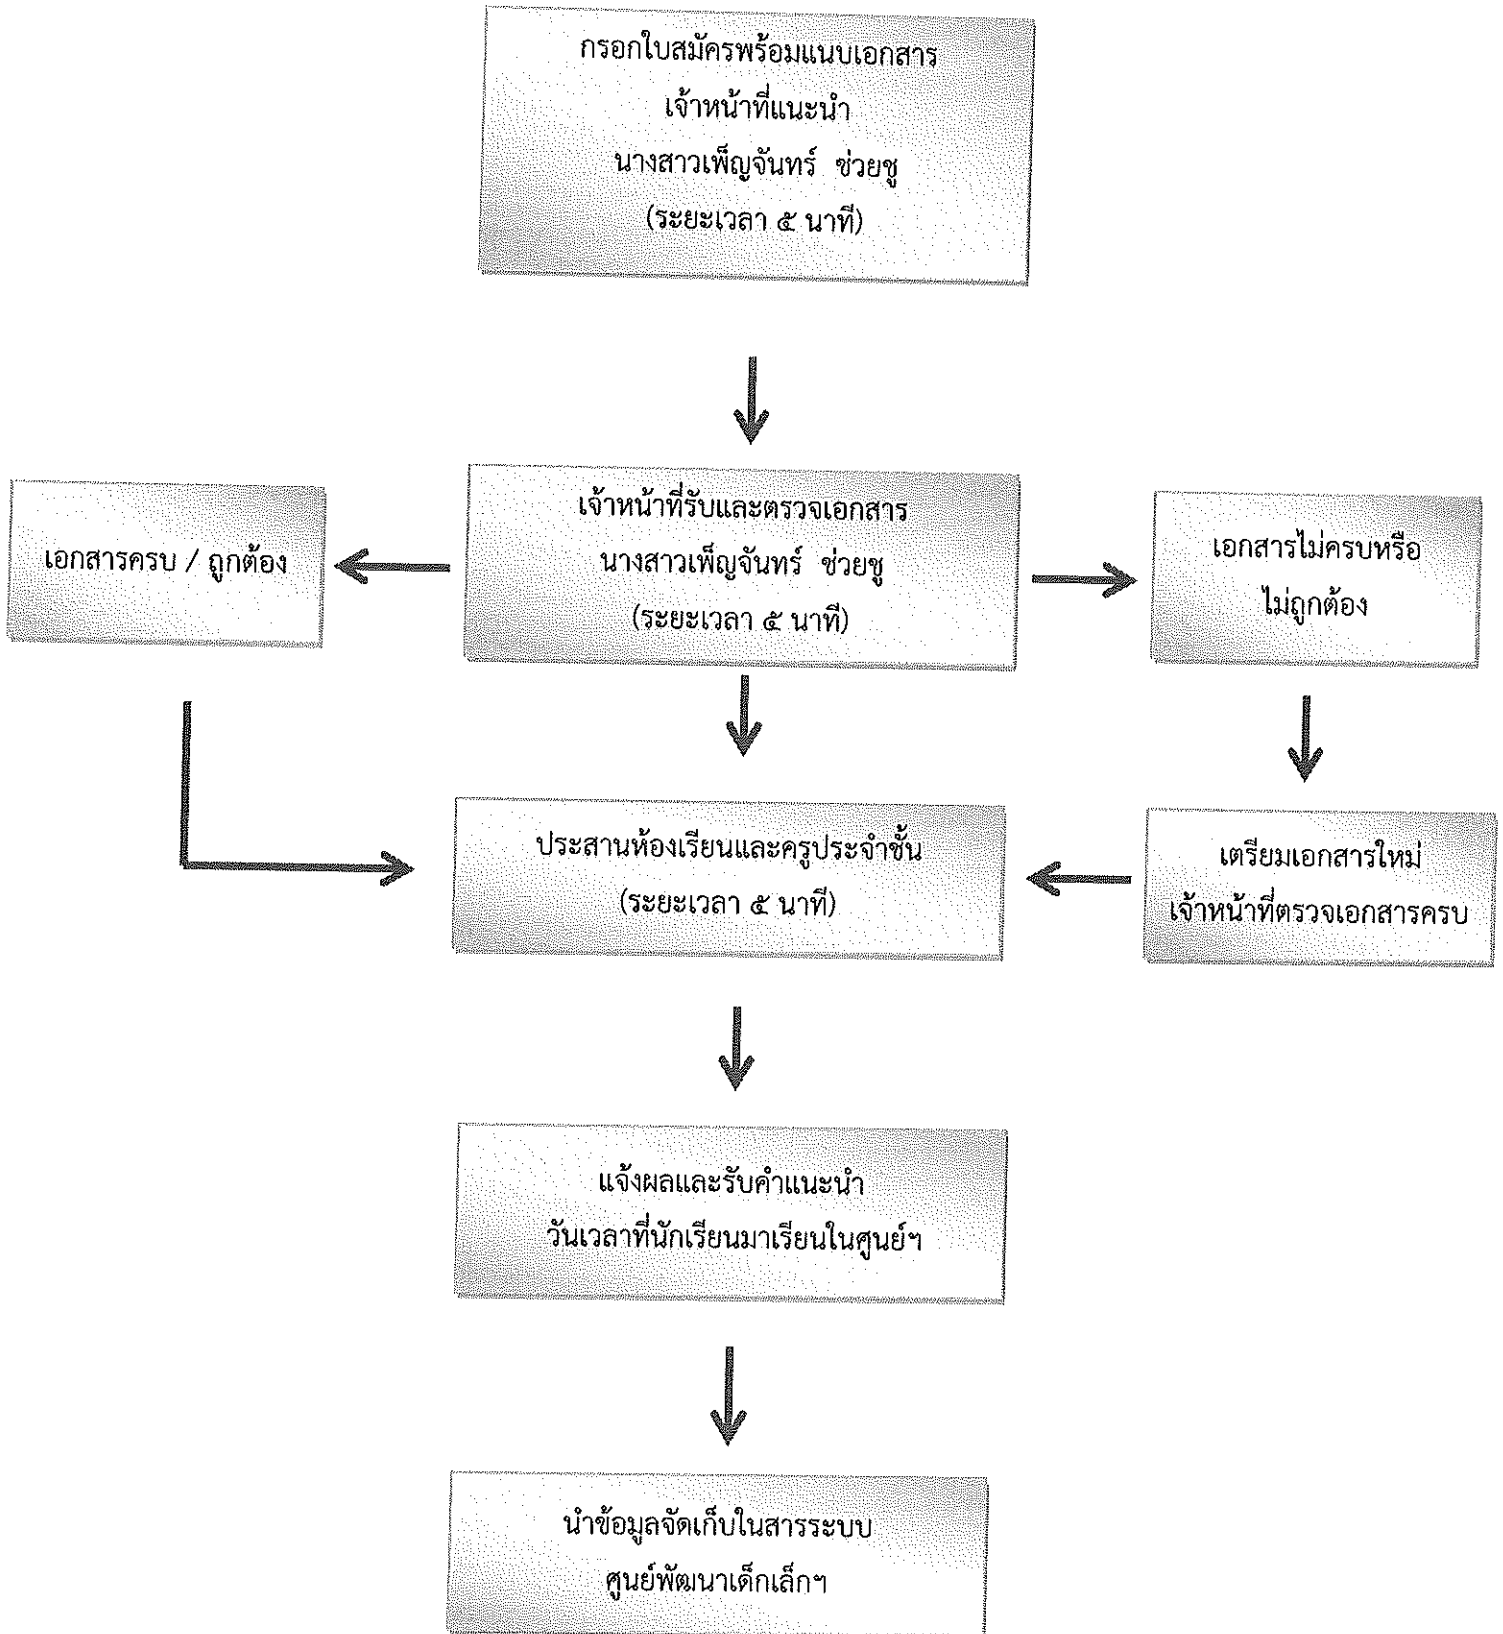 กรอกใบสมัครพร้อมแนบเอกสาร
เจ้าหน้าที่แนะนำ
นางสาวเพ็ญจันทร์ ช่วยชู
(ระยะเวลา ๕ นาที)
เจ้าหน้าที่รับและตรวจเอกสาร
นางสาวเพ็ญจันทร์ ช่วยชู
(ระยะเวลา ๕ นาที)
เอกสารครบ / ถูกต้อง
เอกสารไม่ครบหรือ
ไม่ถูกต้อง
ประสานห้องเรียนและครูประจำชั้น
(ระยะเวลา ๕ นาที)
เตรียมเอกสารใหม่
เจ้าหน้าที่ตรวจเอกสารครบ
แจ้งผลและรับคำแนะนำ
วันเวลาที่นักเรียนมาเรียนในศูนย์ฯ
นำข้อมูลจัดเก็บในสารระบบ
ศูนย์พัฒนาเด็กเล็กฯ